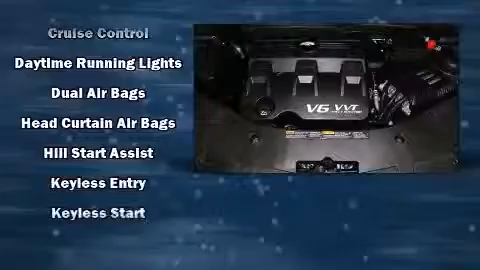 Cruise Control
Daytime Running Lights
Dual Air Bags
Head Curtain Air Bags
Hill Start Assist
Keyless Entry
Keyless Start
V6 VVT